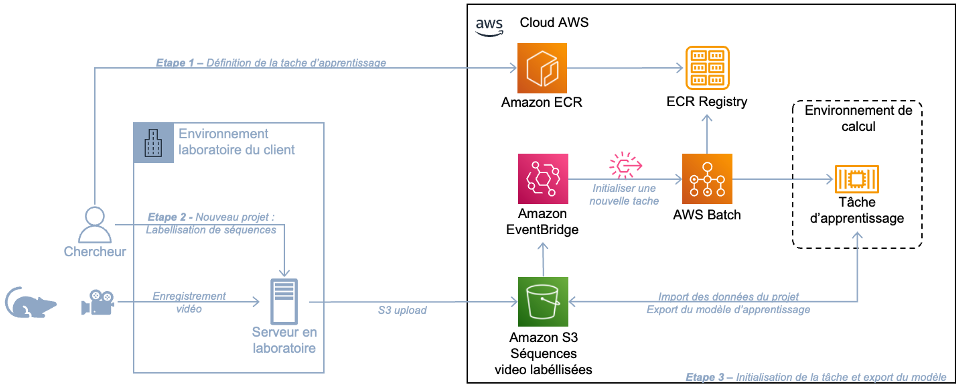 aws
Cloud AWS
Etape 1 – Définition de la tache d'apprentissage
Amazon ECR
ECR Registry
Environnement de
calcul
Environnement
laboratoire du client
Initialiser une
nouvelle tache
Amazon
EventBridge
AWS Batch
Tâche
d'apprentissage
Chercheur
Etape 2 - Nouveau projet :
Labellisation de séquences
Enregistrement
vidéo
Serveur en
laboratoire
S3 upload
Import des données du projet
Export du modèle d'apprentissage
Amazon S3
Séquences
video labéllisées
Etape 3 – Initialisation de la tâche et export du modèle